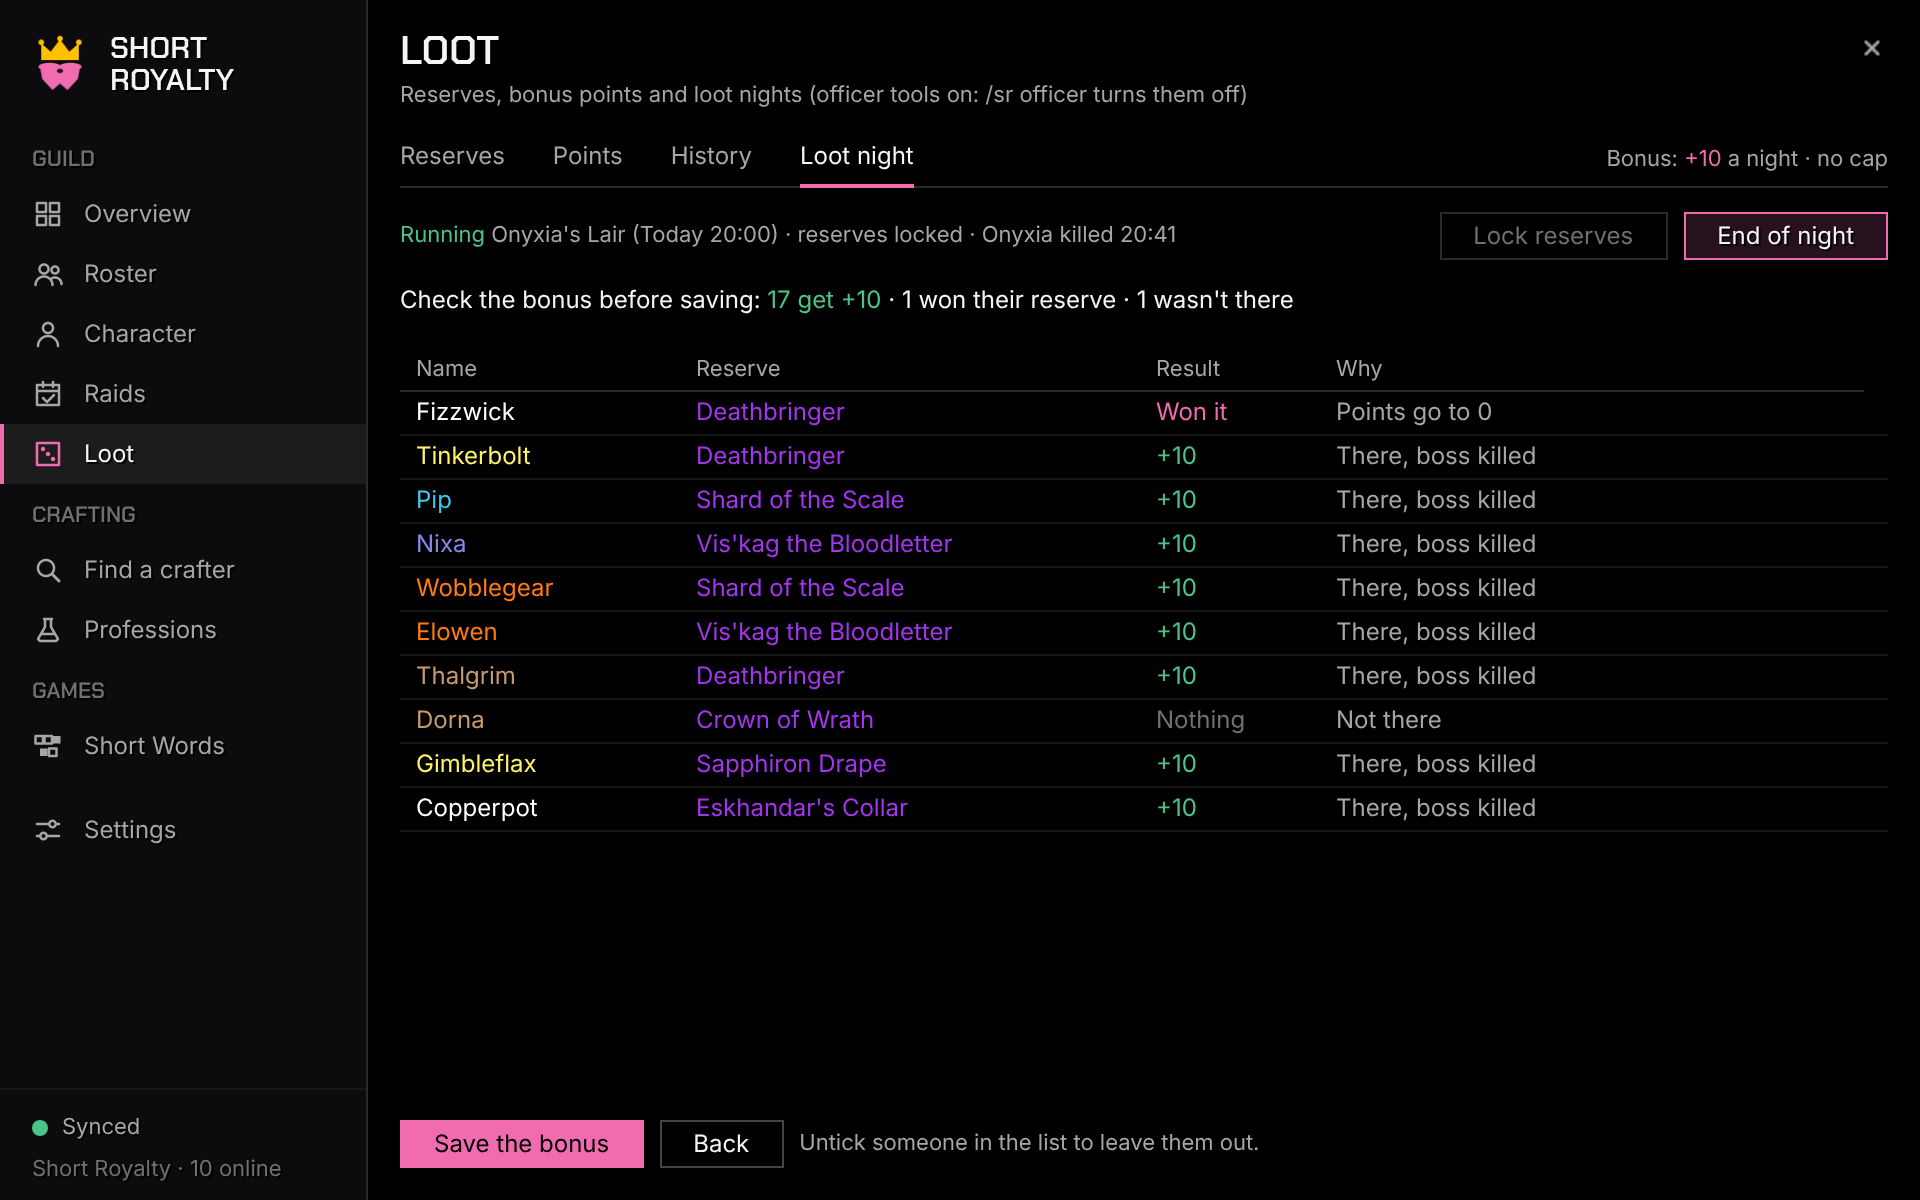 SHORT
ROYALTY
GUILD
Overview
Roster
Character
Raids
Loot
CRAFTING
Find a crafter
Professions
GAMES
Short Words
Settings
Synced
Short Royalty · 10 online
LOOT
Reserves, bonus points and loot nights (officer tools on: /sr officer turns them off)
Reserves Points History Loot night
Bonus: +10 a night · no cap
Running Onyxia's Lair (Today 20:00) · reserves locked · Onyxia killed 20:41
Lock reserves
End of night
Check the bonus before saving: 17 get +10 · 1 won their reserve · 1 wasn't there
Name Reserve Result Why
Fizzwick Deathbringer Won it Points go to 0
Tinkerbolt Deathbringer +10 There, boss killed
Pip Shard of the Scale +10 There, boss killed
Nixa Vis'kag the Bloodletter +10 There, boss killed
Wobblegear Shard of the Scale +10 There, boss killed
Elowen Vis'kag the Bloodletter +10 There, boss killed
Thalgrim Deathbringer +10 There, boss killed
Dorna Crown of Wrath Nothing Not there
Gimbleflax Sapphiron Drape +10 There, boss killed
Copperpot Eskhandar's Collar +10 There, boss killed
Save the bonus
Back
Untick someone in the list to leave them out.